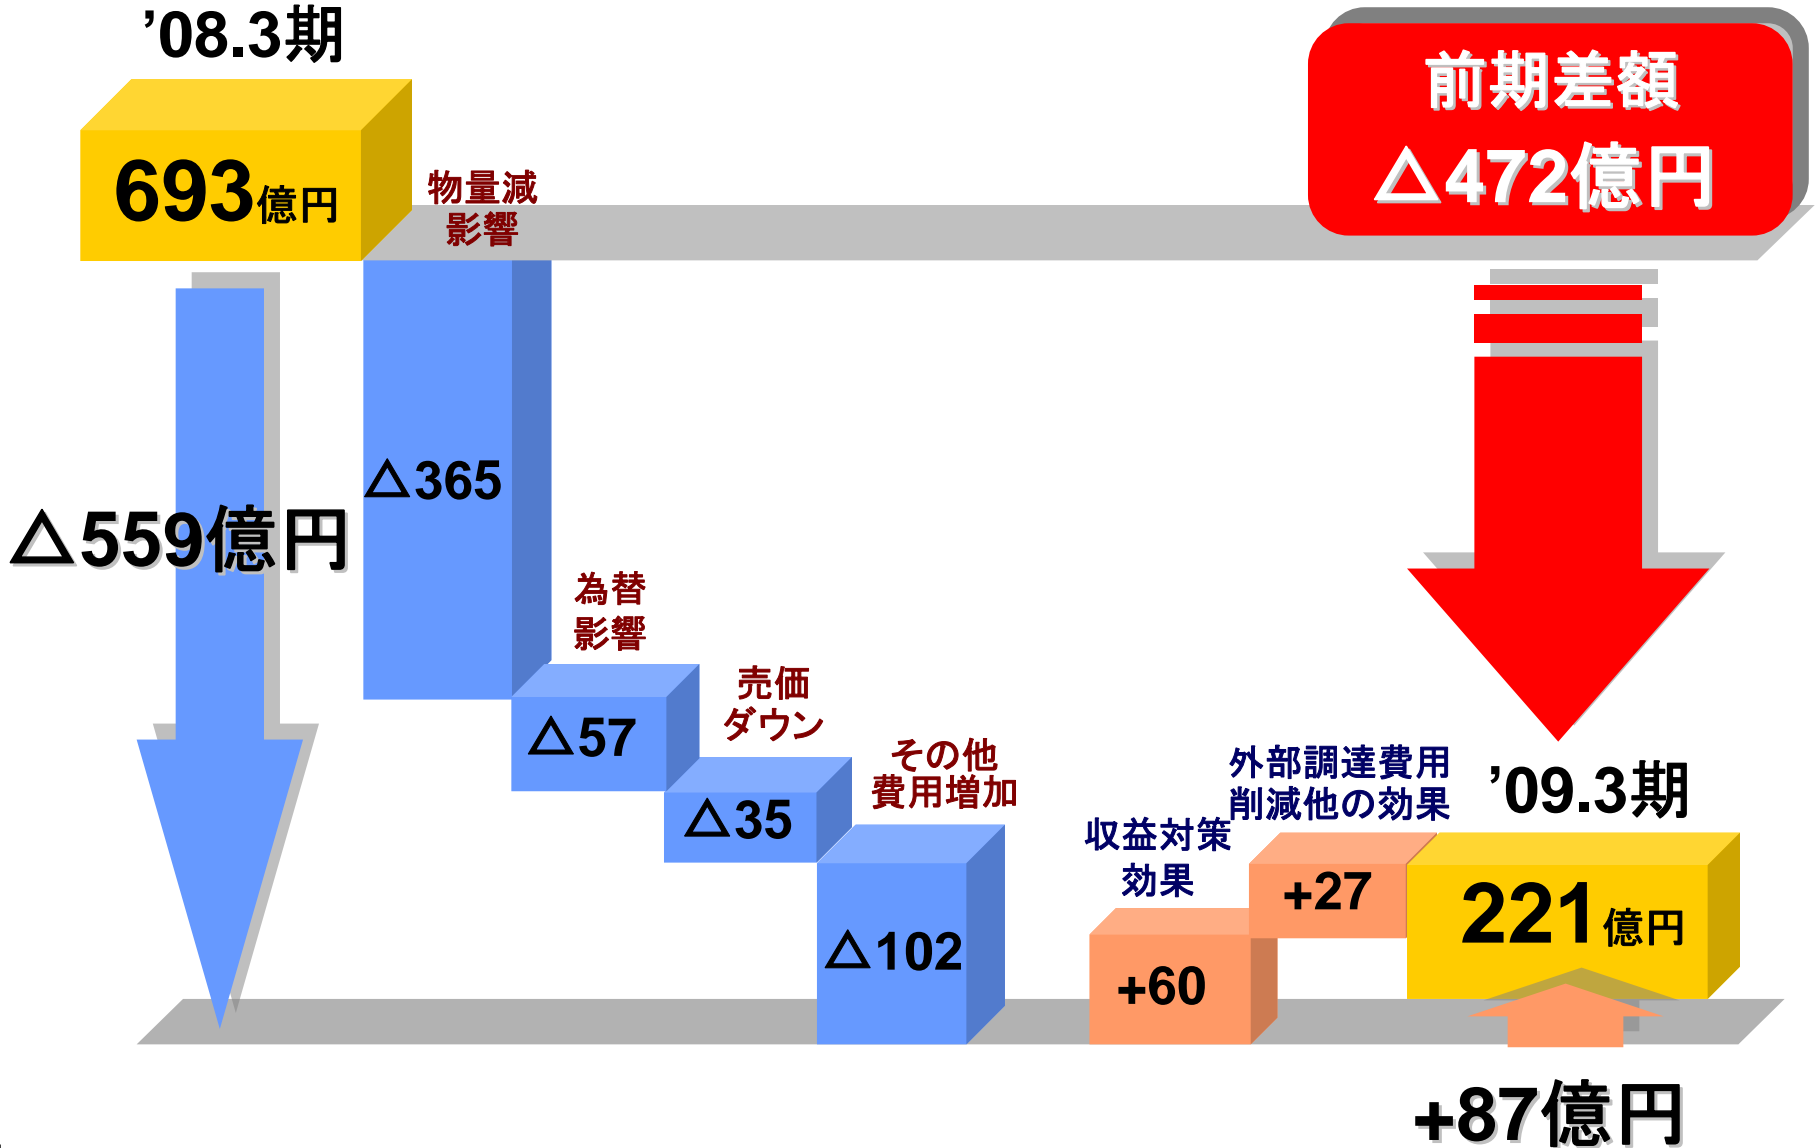 ’08.3期
693億円
前期差額
△472億円
物量減
影響
△365
△559億円
為替
影響
△57
売価
ダウン
△35
その他
費用増加
△102
収益対策
効果
+60
外部調達費用
削減他の効果
+27
’09.3期
221億円
+87億円